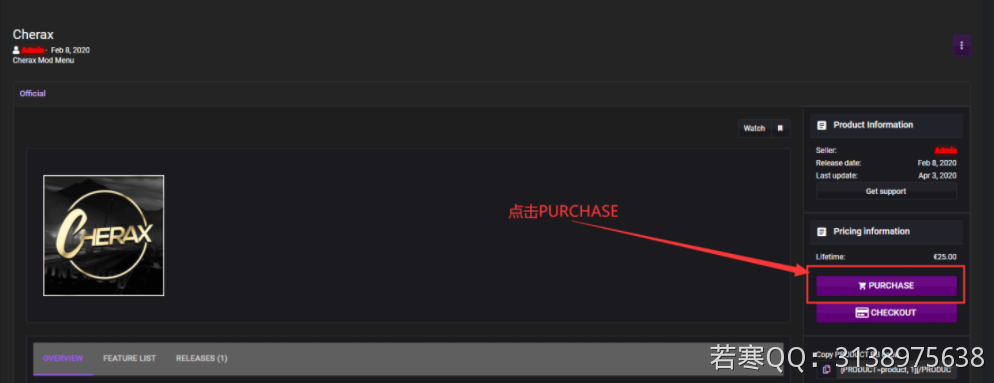 Cherax
Feb 8, 2020
Cherax Mod Menu
Official
Watch
CHERAX
点击PURCHASE
Product Information
Seller:
Release date: Feb 8, 2020
Last update: Apr 3, 2020
Get support
Pricing information
Lifetime: €25.00
PURCHASE
CHECKOUT
OVERVIEW FEATURE LIST RELEASES (1)
若寒QQ: 3138975638
Copy PRODUCT
[PRODUCT=product, 1][/PRODUC